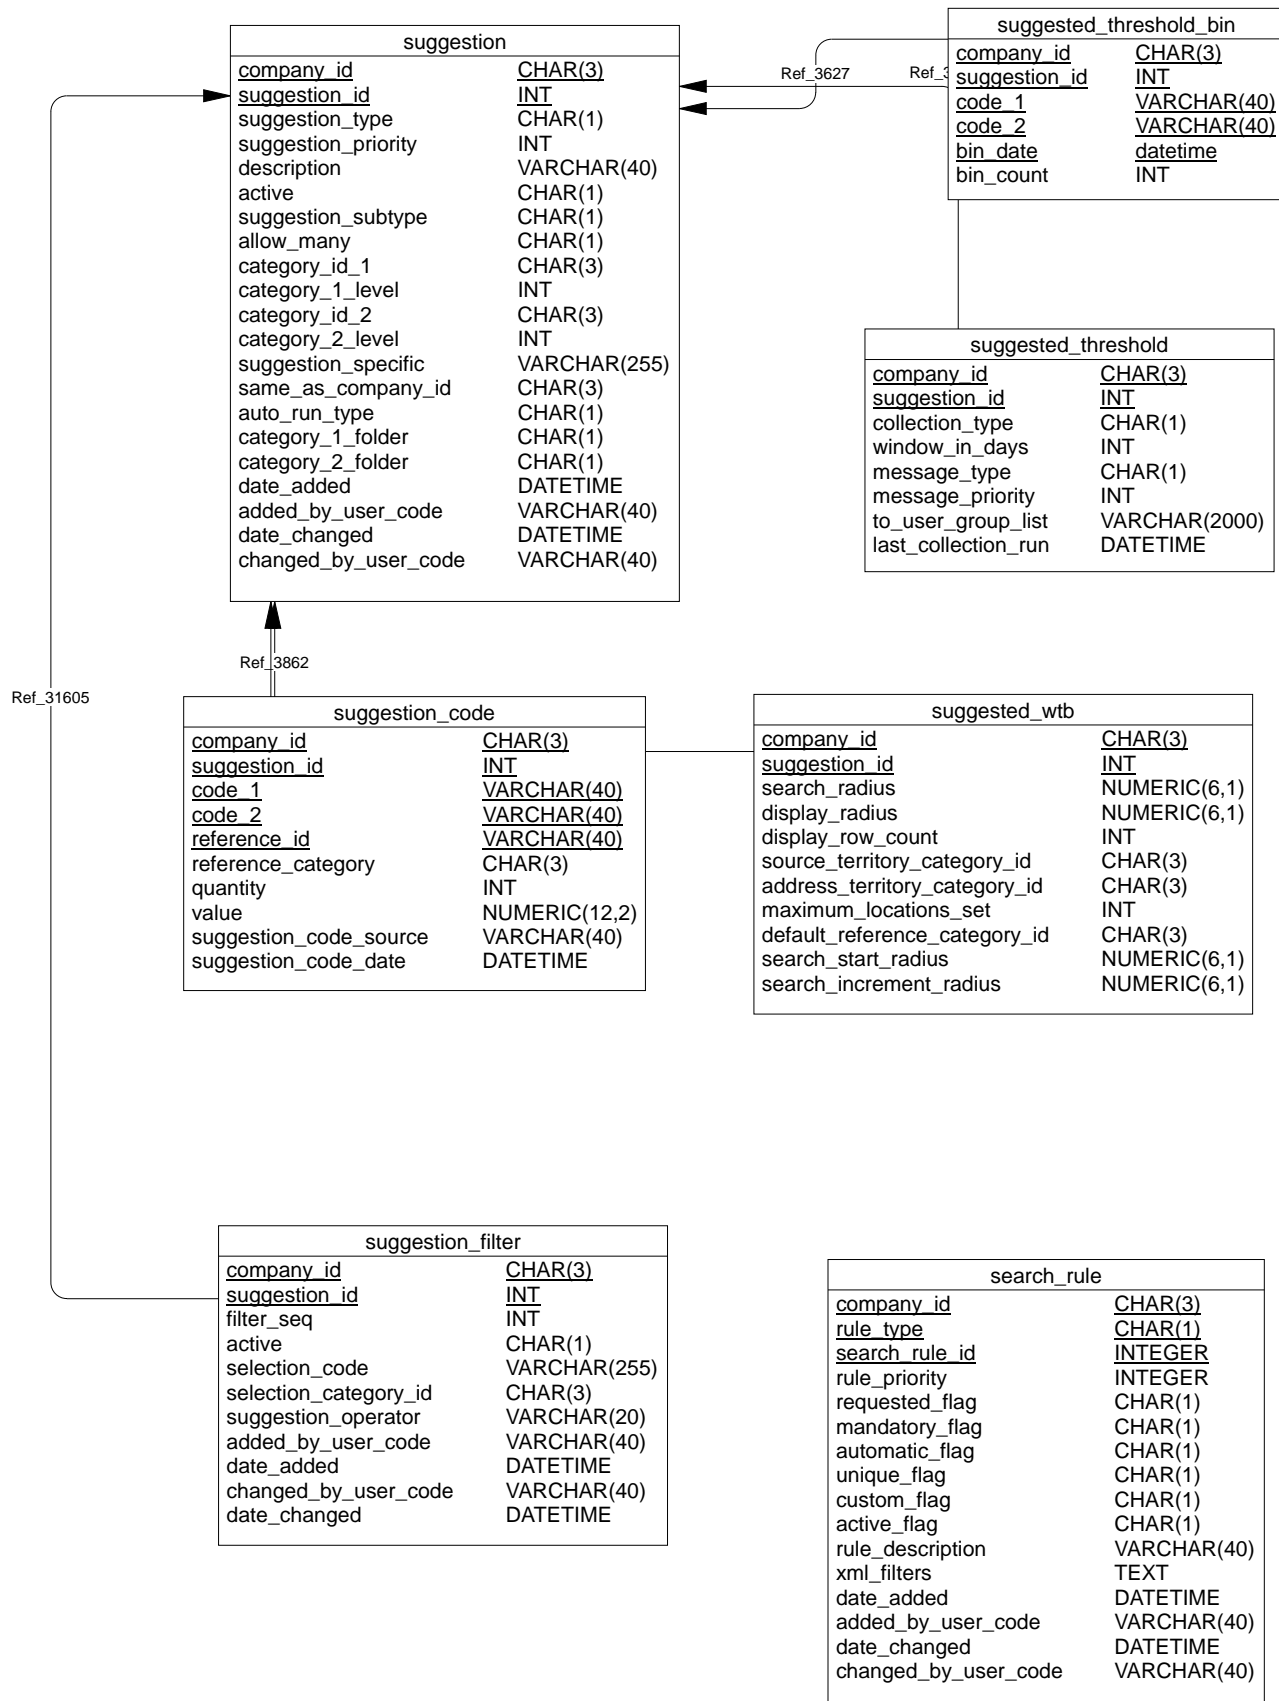 suggestion
company_id CHAR(3)
suggestion_id INT
suggestion_type CHAR(1)
suggestion_priority INT
description VARCHAR(40)
active CHAR(1)
suggestion_subtype CHAR(1)
allow_many CHAR(1)
category_id_1 CHAR(3)
category_1_level INT
category_id_2 CHAR(3)
category_2_level INT
suggestion_specific VARCHAR(255)
same_as_company_id CHAR(3)
auto_run_type CHAR(1)
category_1_folder CHAR(1)
category_2_folder CHAR(1)
date_added DATETIME
added_by_user_code VARCHAR(40)
date_changed DATETIME
changed_by_user_code VARCHAR(40)
Ref_3627
Ref_3
suggested_threshold_bin
company_id CHAR(3)
suggestion_id INT
code_1 VARCHAR(40)
code_2 VARCHAR(40)
bin_date datetime
bin_count INT
suggested_threshold
company_id CHAR(3)
suggestion_id INT
collection_type CHAR(1)
window_in_days INT
message_type CHAR(1)
message_priority INT
to_user_group_list VARCHAR(2000)
last_collection_run DATETIME
Ref_3862
Ref_31605
suggestion_code
company_id CHAR(3)
suggestion_id INT
code_1 VARCHAR(40)
code_2 VARCHAR(40)
reference_id VARCHAR(40)
reference_category CHAR(3)
quantity INT
value NUMERIC(12,2)
suggestion_code_source VARCHAR(40)
suggestion_code_date DATETIME
suggested_wtb
company_id CHAR(3)
suggestion_id INT
search_radius NUMERIC(6,1)
display_radius NUMERIC(6,1)
display_row_count INT
source_territory_category_id CHAR(3)
address_territory_category_id CHAR(3)
maximum_locations_set INT
default_reference_category_id CHAR(3)
search_start_radius NUMERIC(6,1)
search_increment_radius NUMERIC(6,1)
suggestion_filter
company_id CHAR(3)
suggestion_id INT
filter_seq INT
active CHAR(1)
selection_code VARCHAR(255)
selection_category_id CHAR(3)
suggestion_operator VARCHAR(20)
added_by_user_code VARCHAR(40)
date_added DATETIME
changed_by_user_code VARCHAR(40)
date_changed DATETIME
search_rule
company_id CHAR(3)
rule_type CHAR(1)
search_rule_id INTEGER
rule_priority INTEGER
requested_flag CHAR(1)
mandatory_flag CHAR(1)
automatic_flag CHAR(1)
unique_flag CHAR(1)
custom_flag CHAR(1)
active_flag CHAR(1)
rule_description VARCHAR(40)
xml_filters TEXT
date_added DATETIME
added_by_user_code VARCHAR(40)
date_changed DATETIME
changed_by_user_code VARCHAR(40)